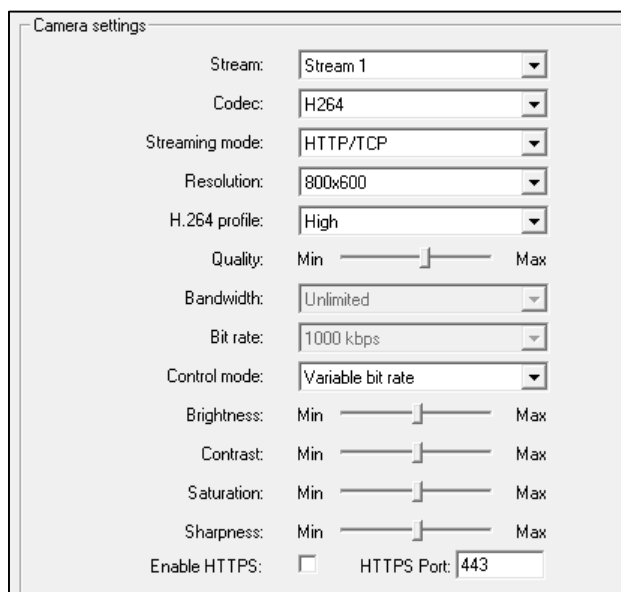 Camera settings
Stream: Stream 1
Codec: H264
Streaming mode: HTTP/TCP
Resolution: 800x600
H.264 profile: High
Quality: Min Max
Bandwidth: Unlimited
Bit rate: 1000 kbps
Control mode: Variable bit rate
Brightness: Min Max
Contrast: Min Max
Saturation: Min Max
Sharpness: Min Max
Enable HTTPS: HTTPS Port: 443